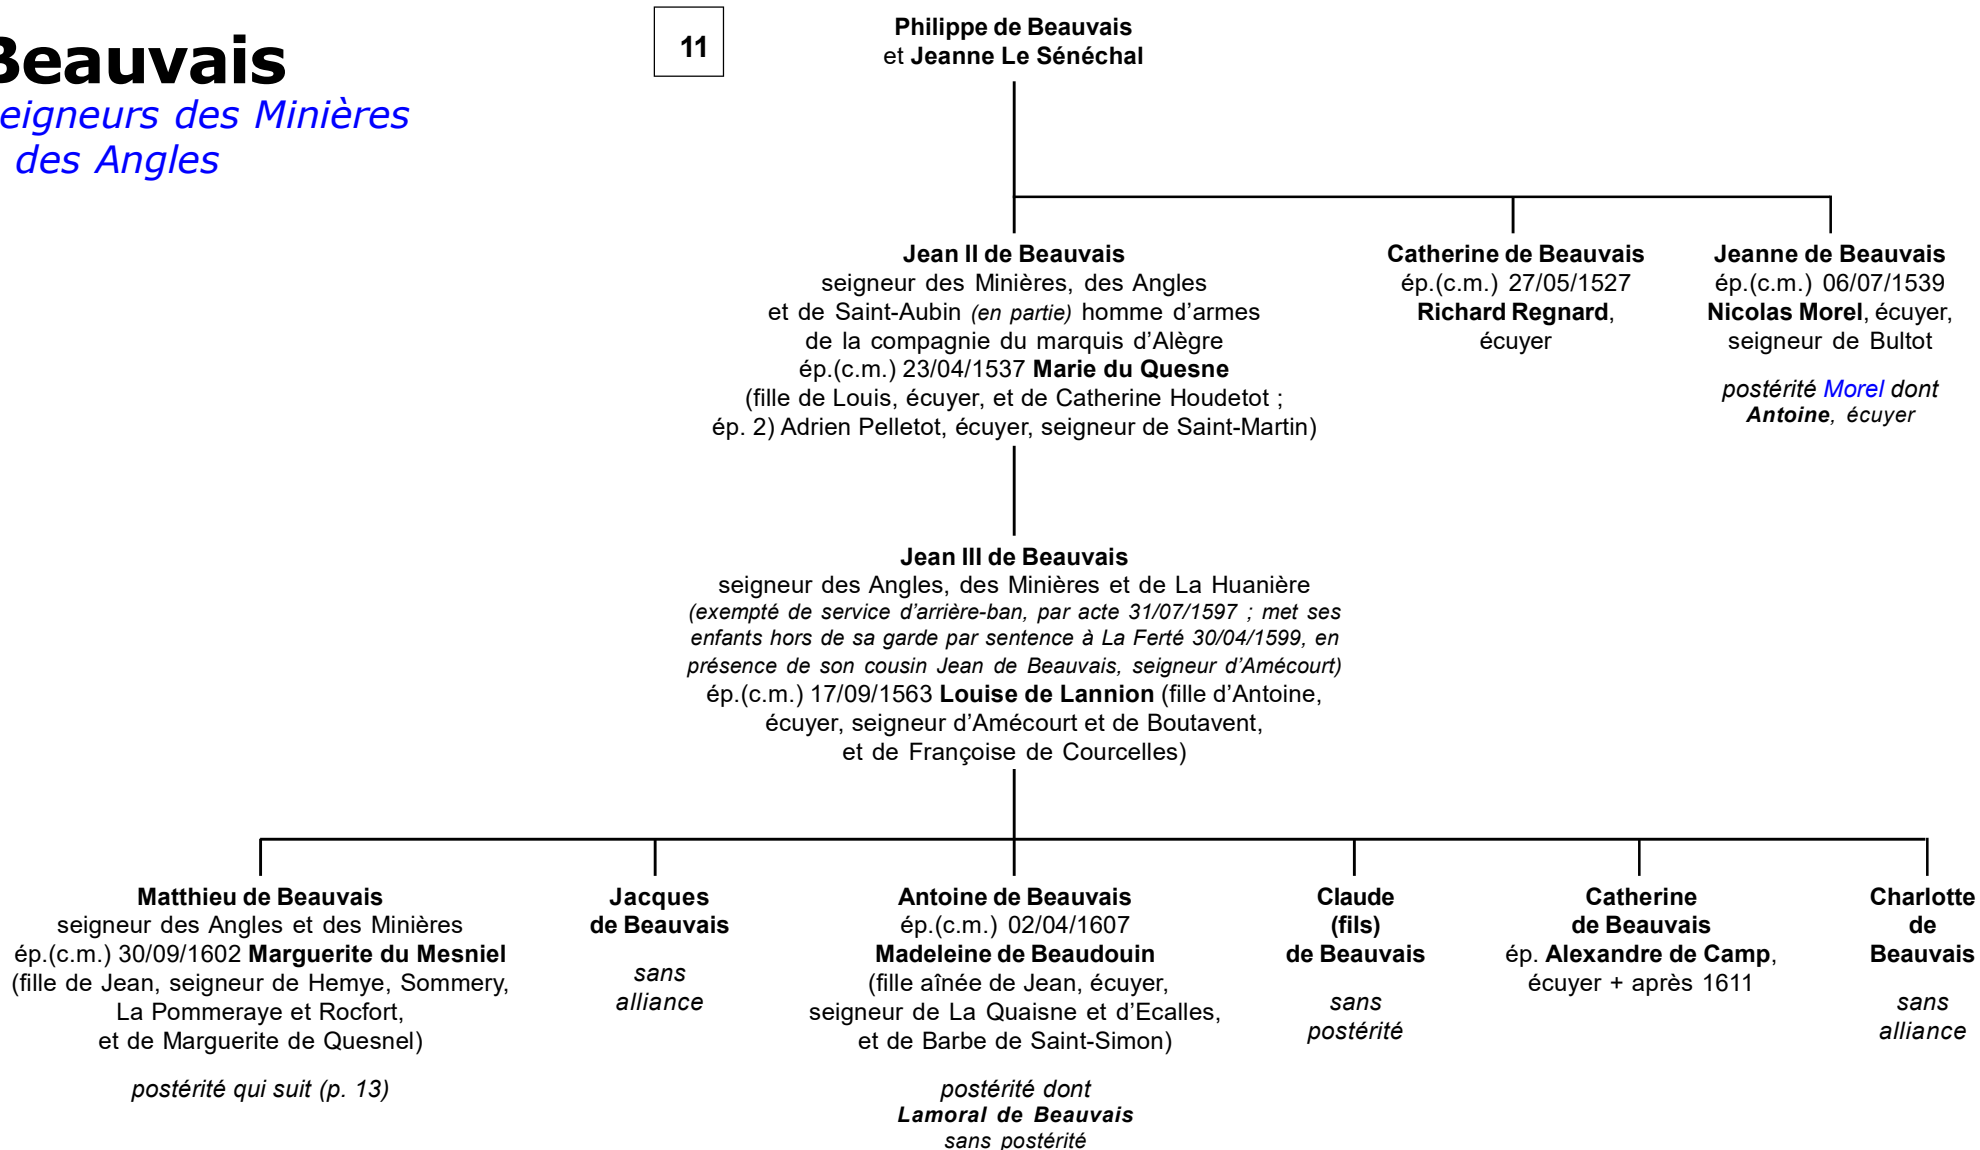 Beauvais
eigneurs des Minières
des Angles
11
Philippe de Beauvais
et Jeanne Le Sénéchal
Jean II de Beauvais
seigneur des Minières, des Angles
et de Saint-Aubin (en partie) homme d'armes
de la compagnie du marquis d'Alègre
ép.(c.m.) 23/04/1537 Marie du Quesne
(fille de Louis, écuyer, et de Catherine Houdetot ;
ép. 2) Adrien Pelletot, écuyer, seigneur de Saint-Martin)
Catherine de Beauvais
ép.(c.m.) 27/05/1527
Richard Regnard,
écuyer
Jeanne de Beauvais
ép.(c.m.) 06/07/1539
Nicolas Morel, écuyer,
seigneur de Bultot
postérité Morel dont
Antoine, écuyer
Jean III de Beauvais
seigneur des Angles, des Minières et de La Huanière
(exempté de service d'arrière-ban, par acte 31/07/1597 ; met ses
enfants hors de sa garde par sentence à La Ferté 30/04/1599, en
présence de son cousin Jean de Beauvais, seigneur d'Amécourt)
ép.(c.m.) 17/09/1563 Louise de Lannion (fille d'Antoine,
écuyer, seigneur d'Amécourt et de Boutavent,
et de Françoise de Courcelles)
Matthieu de Beauvais
seigneur des Angles et des Minières
ép.(c.m.) 30/09/1602 Marguerite du Mesniel
(fille de Jean, seigneur de Hemye, Sommery,
La Pommeraye et Rocfort,
et de Marguerite de Quesnel)
postérité qui suit (p. 13)
Jacques
de Beauvais
sans
alliance
Antoine de Beauvais
ép.(c.m.) 02/04/1607
Madeleine de Beaudouin
(fille aînée de Jean, écuyer,
seigneur de La Quaisne et d'Ecalles,
et de Barbe de Saint-Simon)
postérité dont
Lamoral de Beauvais
sans postérité
Claude
(fils)
de Beauvais
sans
postérité
Catherine
de Beauvais
ép. Alexandre de Camp,
écuyer + après 1611
Charlotte
de
Beauvais
sans
alliance